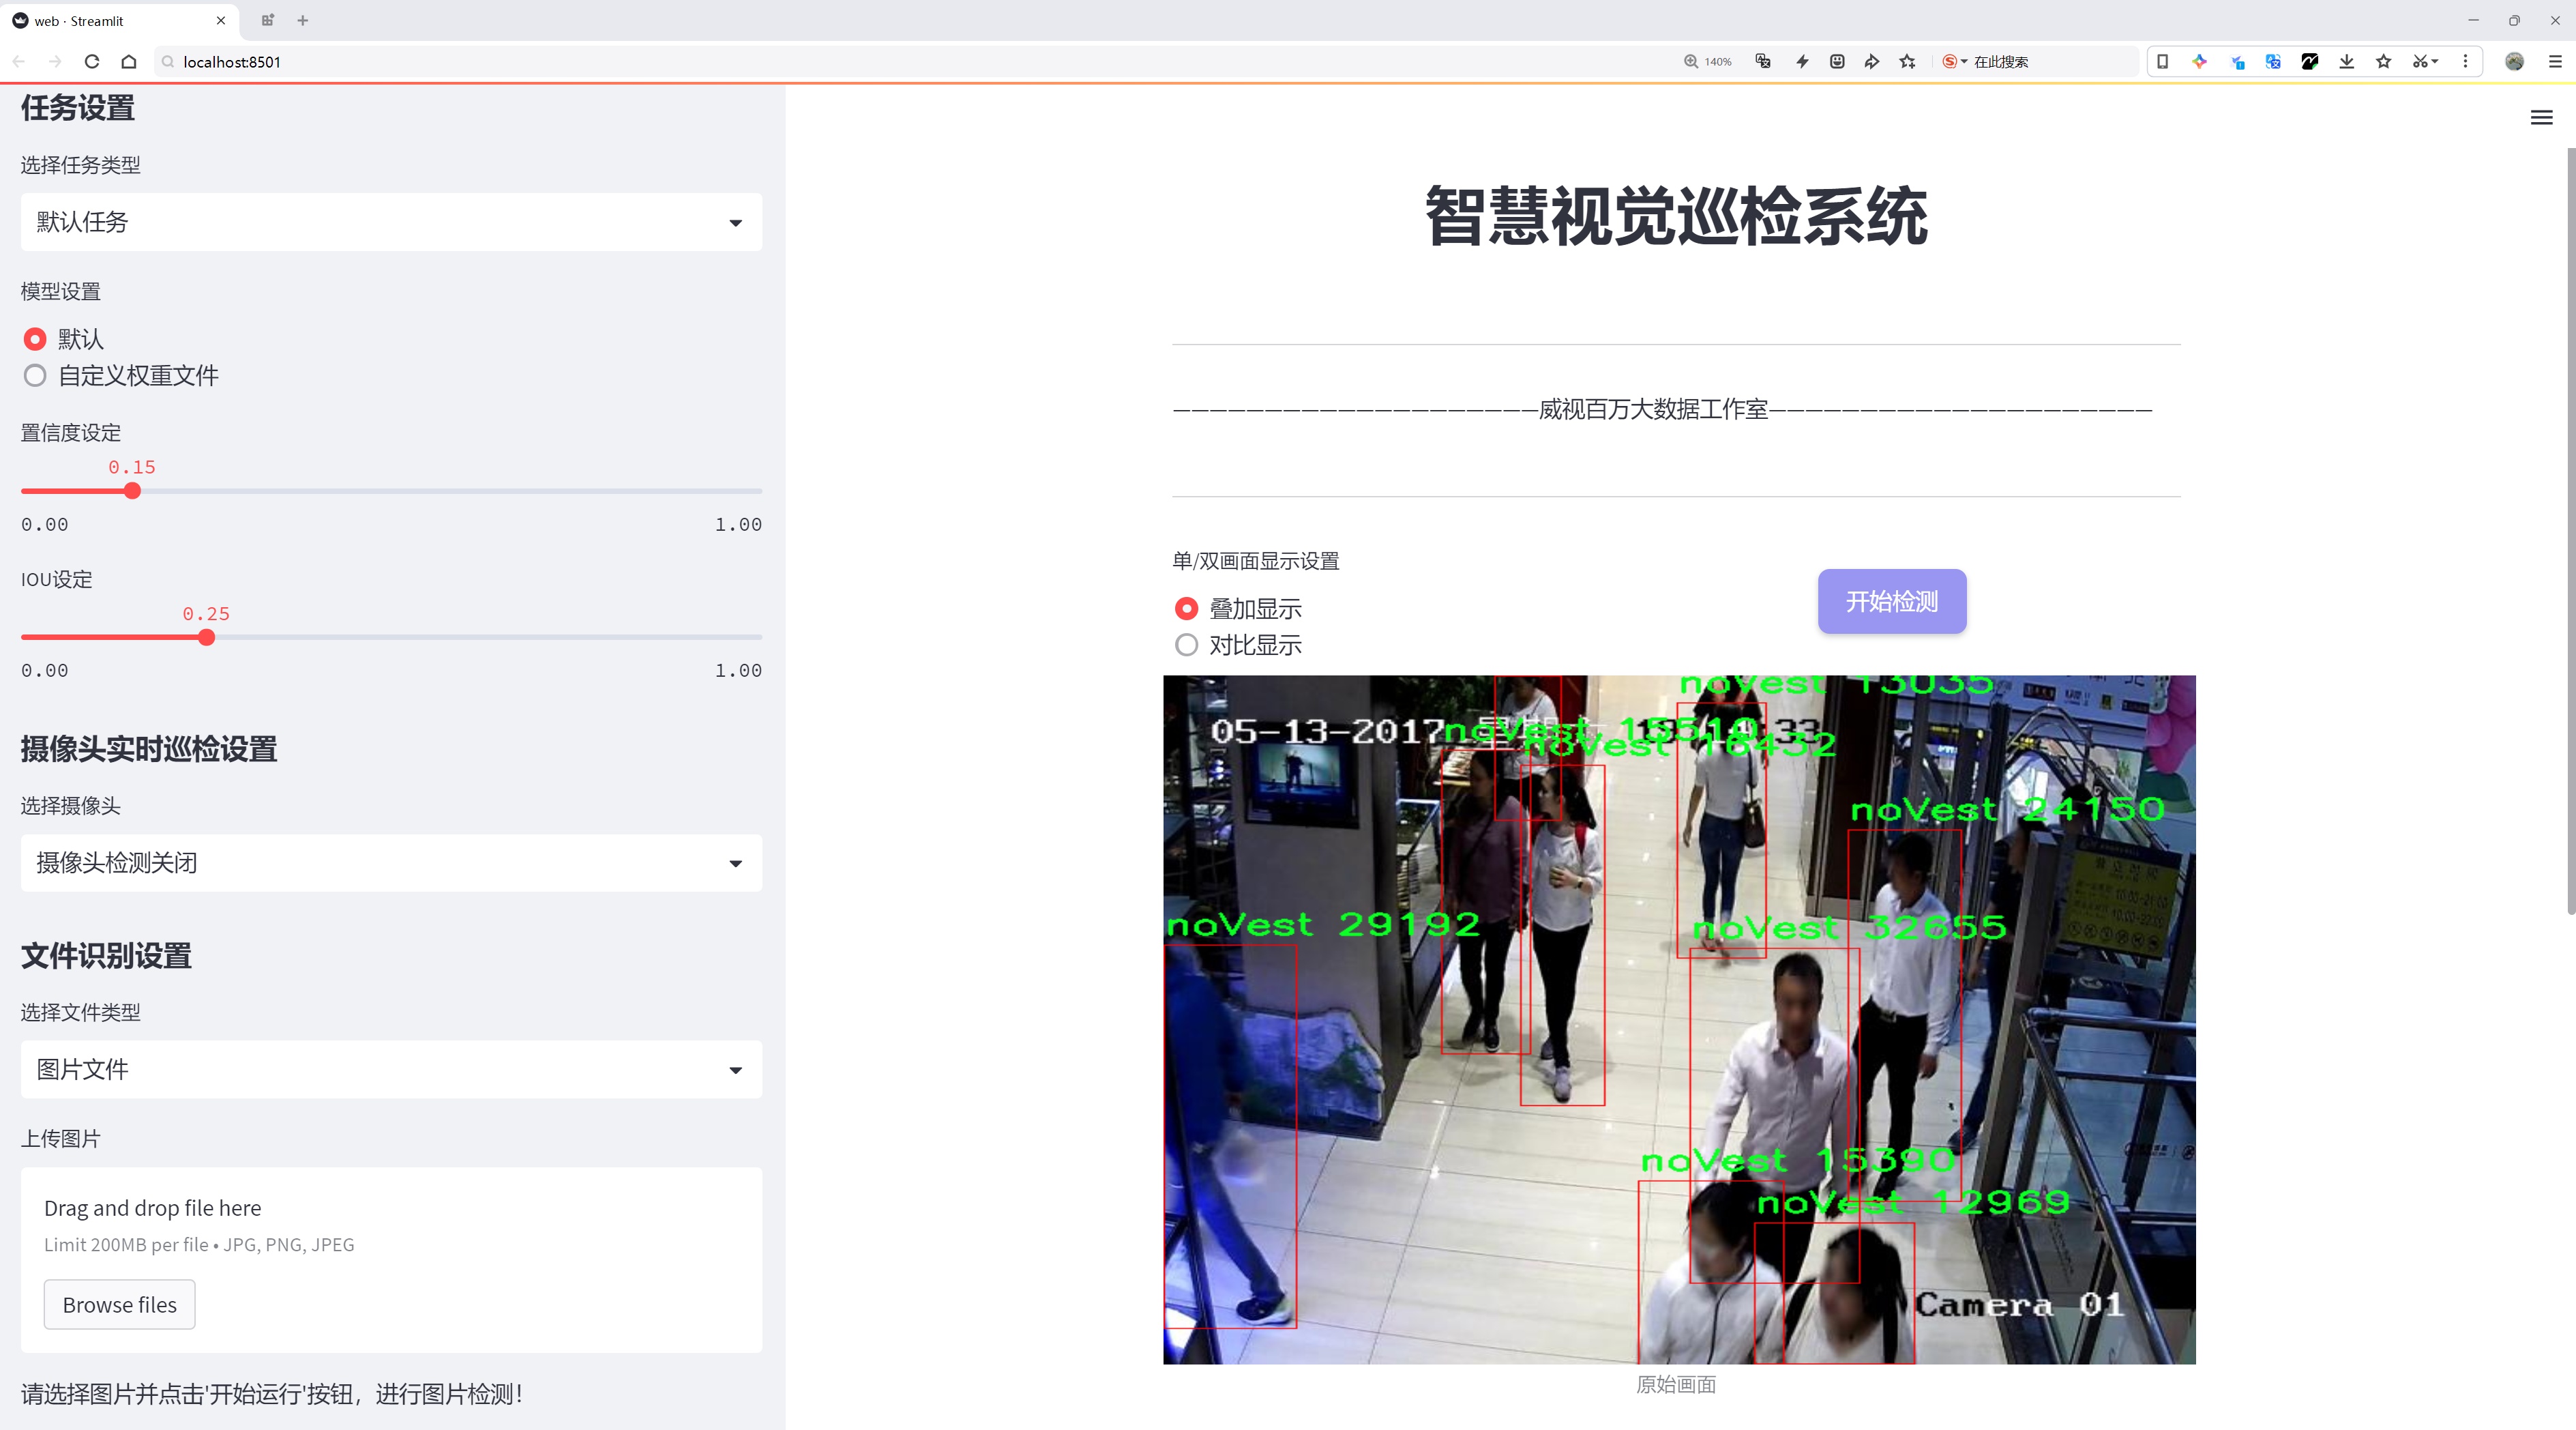 web · Streamlit
localhost:8501
140%
在此搜索
任务设置
选择任务类型
默认任务
模型设置
默认
自定义权重文件
置信度设定
0.15
0.00
1.00
IOU设定
0.25
0.00
1.00
摄像头实时巡检设置
选择摄像头
摄像头检测关闭
文件识别设置
选择文件类型
图片文件
上传图片
Drag and drop file here
Limit 200MB per file • JPG, PNG, JPEG
Browse files
请选择图片并点击'开始运行'按钮，进行图片检测！
智慧视觉巡检系统
————————————————————威视百万大数据工作室—————————————————————
单/双画面显示设置
叠加显示
对比显示
开始检测
noVest 13035
05-13-2017
noVest 15510
noVest 16432
noVest 24150
noVest 29192
noVest 32655
noVest 15390
noVest 12969
Camera 01
原始画面